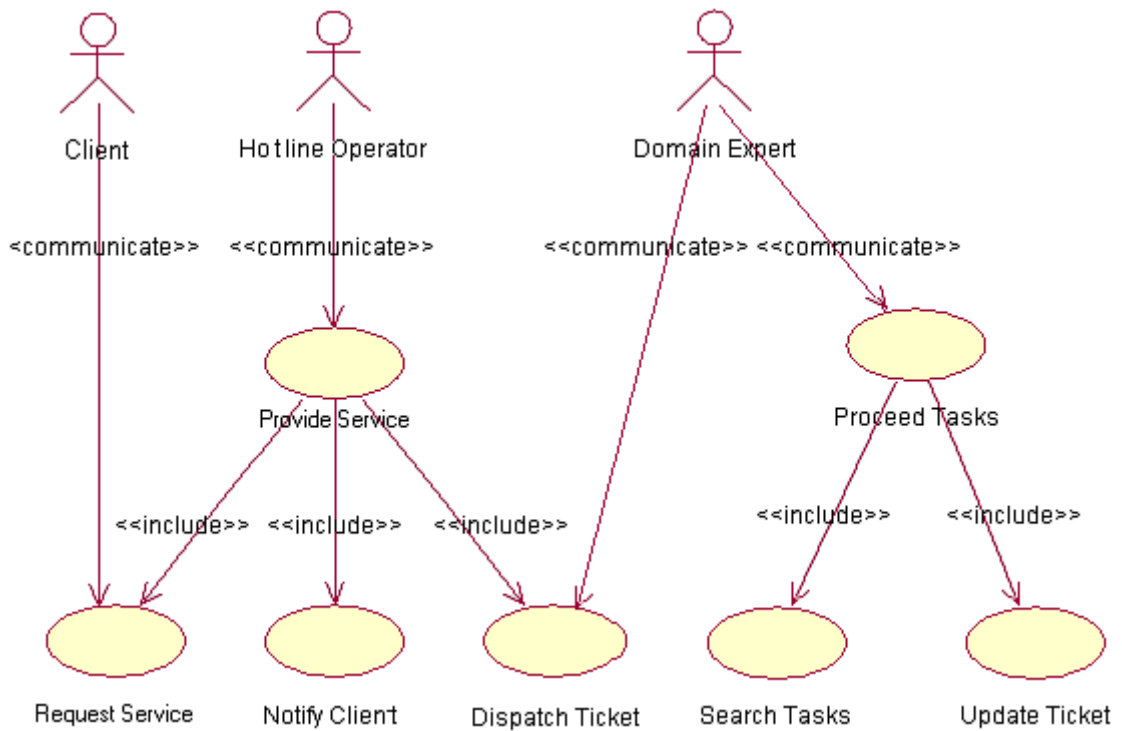 Client
Hotline Operator
Domain Expert
<communicate>>
<<communicate>>
<<communicate>>
<<communicate>>
Provide Service
Proceed Tasks
<<include>>
<<include>>
<<include>>
<<include>>
<<include>>
Request Service
Notify Client
Dispatch Ticket
Search Tasks
Update Ticket